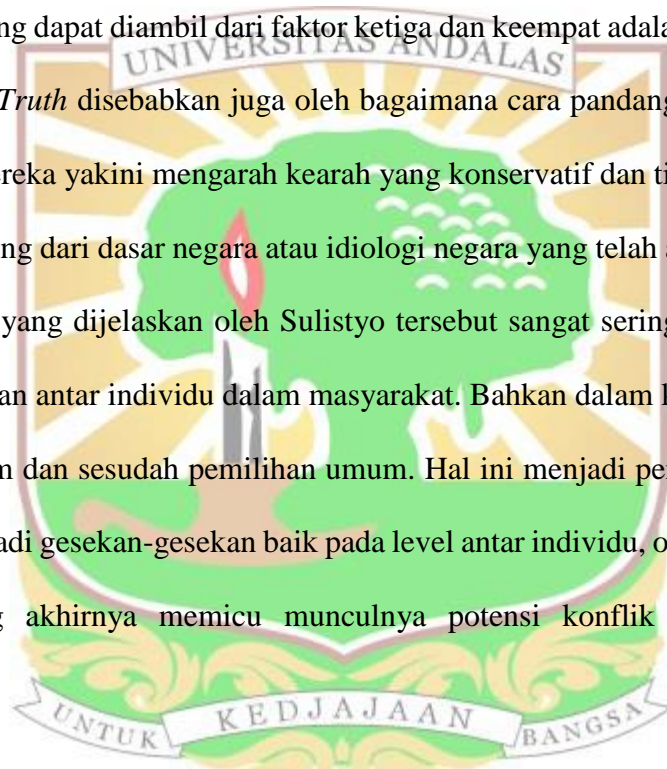 ng dapat diambil dari faktor ketiga dan keempat adala
UNIVERSITAS ANDALAS
Truth disebabkan juga oleh bagaimana cara pandang
ereka yakini mengarah kearah yang konservatif dan ti
ng dari dasar negara atau idiologi negara yang telah a
yang dijelaskan oleh Sulistyo tersebut sangat sering
an antar individu dalam masyarakat. Bahkan dalam
m dan sesudah pemilihan umum. Hal ini menjadi per
adi gesekan-gesekan baik pada level antar individu, o
g akhirnya memicu munculnya potensi konflik
UNTUK KEDJAJAAN BANGSA